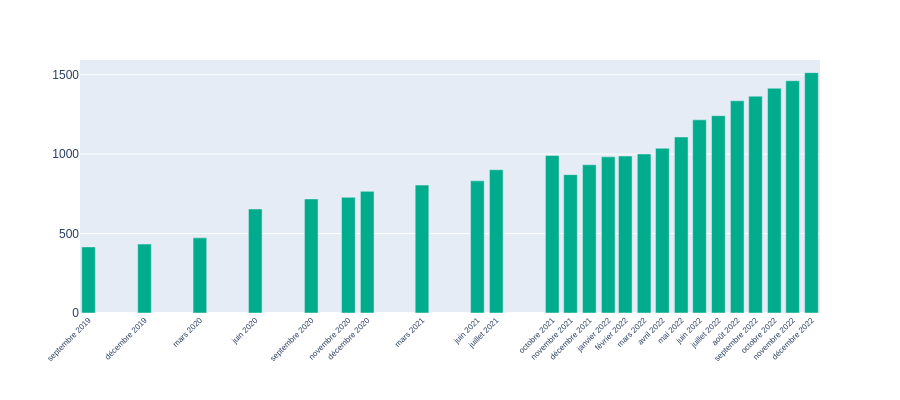 1500
1000
500
0
septembre 2019
décembre 2019
mars 2020
juin 2020
septembre 2020
novembre 2020
décembre 2020
mars 2021
juin 2021
juillet 2021
octobre 2021
novembre 2021
décembre 2021
janvier 2022
février 2022
mars 2022
avril 2022
mai 2022
juin 2022
juillet 2022
août 2022
septembre 2022
octobre 2022
novembre 2022
décembre 2022